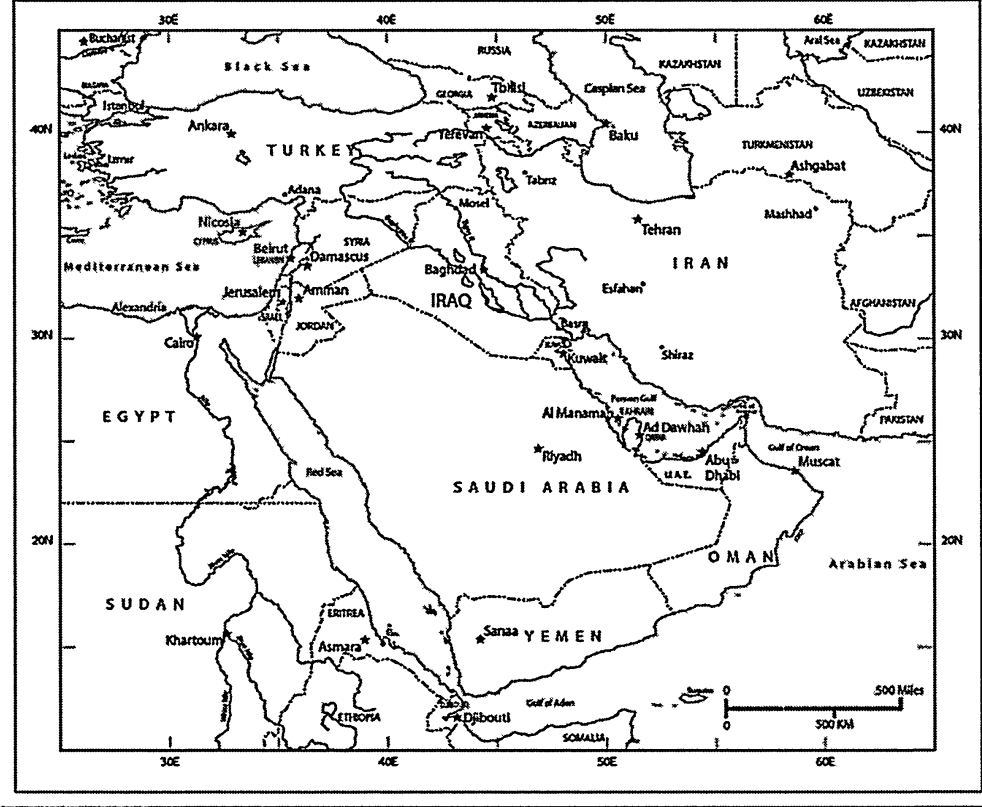 30E 40E 50E 60E
Bucharest
Black Sea
RUSSIA
Aral Sea
KAZAKHSTAN
KAZAKHSTAN
Caspian Sea
Tbilisi
GEORGIA
UZBEKISTAN
Istanbul
Ankara
40N
TURKEY
Yerevan
AZERBAIJAN
Baku
40N
TURKMENISTAN
Izmir
Ashgabat
Tabriz
Adana
Mosel
Mashhad
Nicosia
CYPRUS
Tehran
Beirut
LEBANON
SYRIA
Damascus
Mediterranean Sea
Baghdad
IRAN
Jerusalem
Amman
Esfahan
Alexandria
ISRAEL
IRAQ
AFGHANISTAN
JORDAN
Basra
30N
Cairo
Kuwait
Shiraz
30N
Persian Gulf
EGYPT
Al Manama
BAHRAIN
Ad Dawhah
QATAR
PAKISTAN
Gulf of Oman
Riyadh
Abu
Dhabi
Muscat
Red Sea
U.A.E.
SAUDI ARABIA
20N
OMAN
20N
Arabian Sea
SUDAN
ERITREA
Khartoum
Asmara
Sanaa
YEMEN
0 500 Miles
Gulf of Aden
0 500 KM
ETHIOPIA
Djibouti
SOMALIA
30E 40E 50E 60E